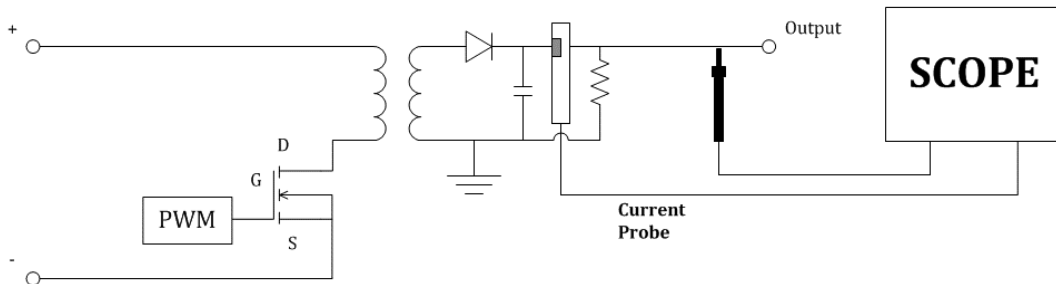 +
Output
SCOPE
D
G
PWM
S
Current
Probe
-